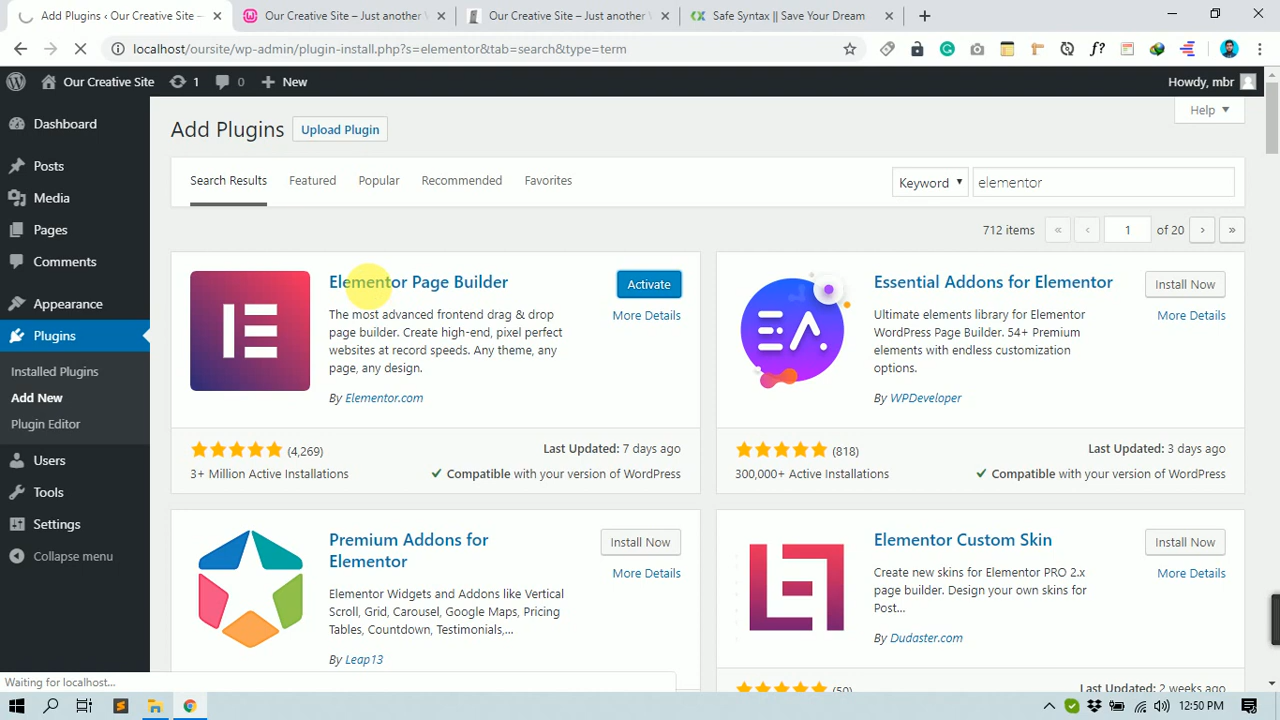 Add Plugins ‹ Our Creative Site —
Our Creative Site – Just another
Our Creative Site – Just another
Safe Syntax || Save Your Dream
localhost/oursite/wp-admin/plugin-install.php?s=elementor&tab=search&type=term
Our Creative Site
1
0
New
Howdy, mbr
Dashboard
Posts
Media
Pages
Comments
Appearance
Plugins
Installed Plugins
Add New
Plugin Editor
Users
Tools
Settings
Collapse menu
Add Plugins
Upload Plugin
Help
Search Results
Featured
Popular
Recommended
Favorites
Keyword
elementor
712 items
«
‹
1
of 20
›
»
Elementor Page Builder
Activate
More Details
The most advanced frontend drag & drop
page builder. Create high-end, pixel perfect
websites at record speeds. Any theme, any
page, any design.
By Elementor.com
(4,269)
3+ Million Active Installations
Last Updated: 7 days ago
Compatible with your version of WordPress
Essential Addons for Elementor
Install Now
More Details
Ultimate elements library for Elementor
WordPress Page Builder. 54+ Premium
elements with endless customization
options.
By WPDeveloper
(818)
300,000+ Active Installations
Last Updated: 3 days ago
Compatible with your version of WordPress
Premium Addons for
Elementor
Install Now
More Details
Elementor Widgets and Addons like Vertical
Scroll, Grid, Carousel, Google Maps, Pricing
Tables, Countdown, Testimonials,...
By Leap13
Elementor Custom Skin
Install Now
More Details
Create new skins for Elementor PRO 2.x
page builder. Design your own skins for
Post...
By Dudaster.com
(50)
Last Updated: 2 weeks ago
Waiting for localhost...
12:50 PM